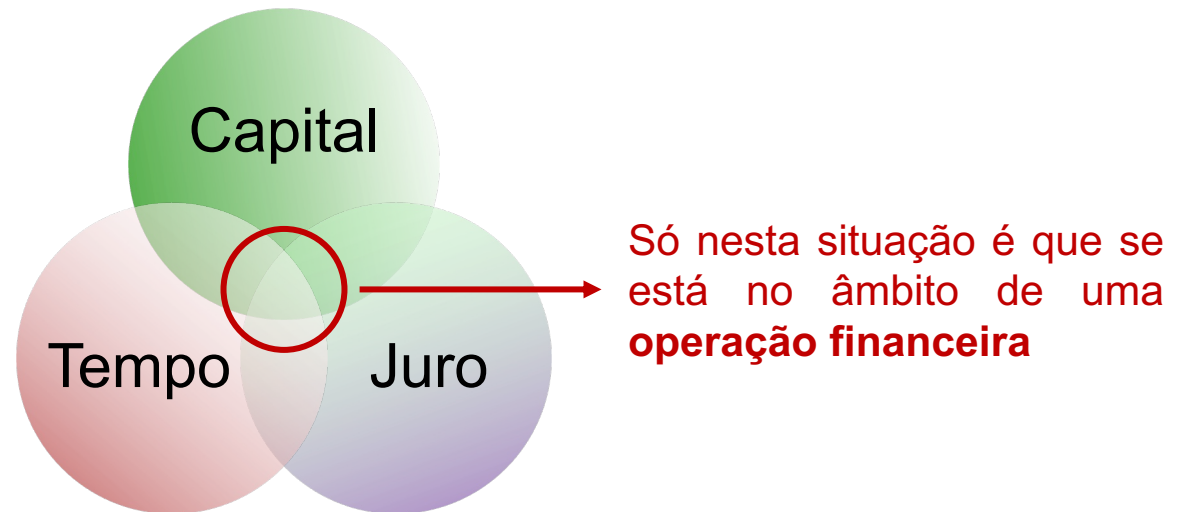 Capital
Tempo
Juro
Só nesta situação é que se
está no âmbito de uma
operação financeira